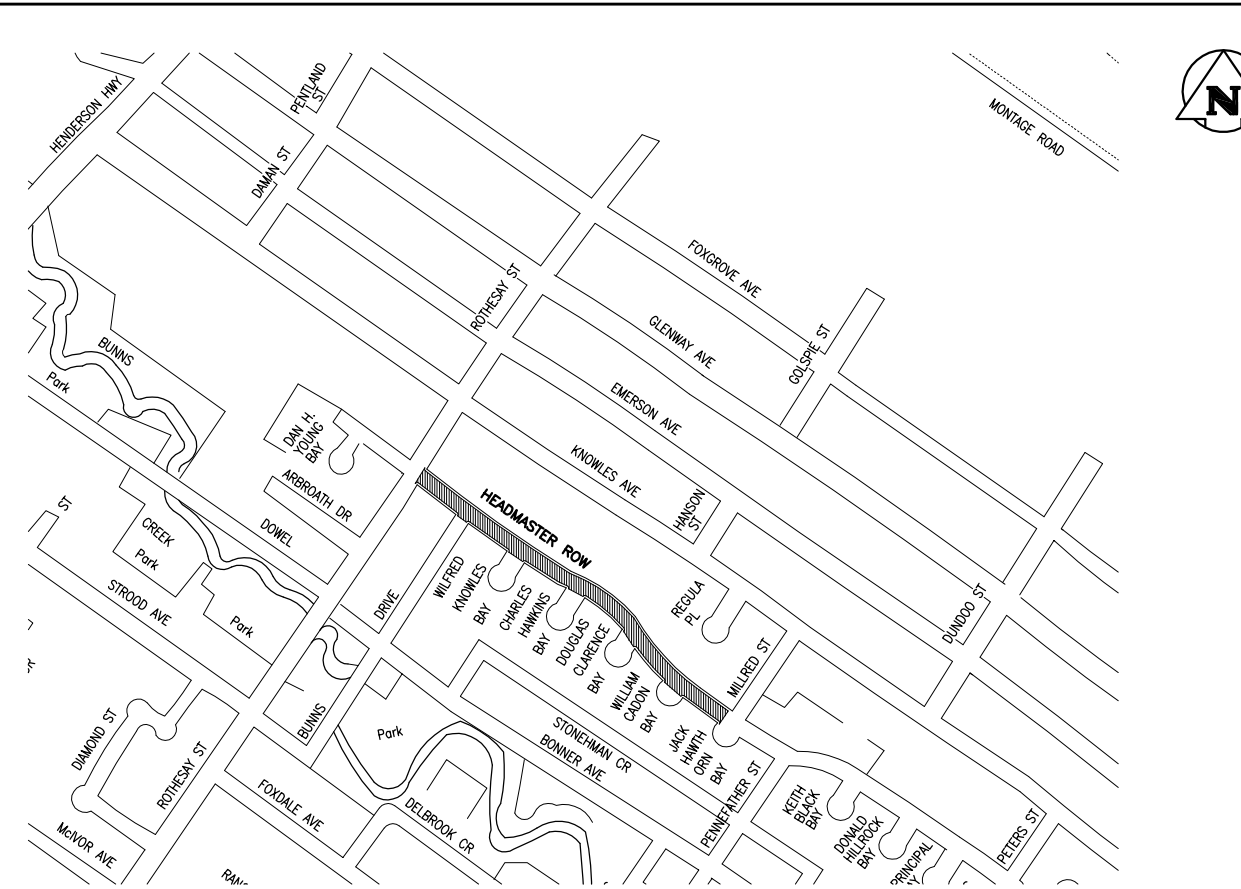 N
MONTAGE ROAD
HENDERSON HWY
PENTLAND
ST
DAMAN ST
ROTHESAY ST
FOXGROVE AVE
GLENWAY AVE
GOLSPIE ST
EMERSON AVE
KNOWLES AVE
HANSON
ST
BUNNS
Park
DAN H.
YOUNG
BAY
ARBROATH DR
DOWEL
HEADMASTER ROW
ST
CREEK
Park
STROOD AVE
Park
DRIVE
WILFRED
KNOWLES
BAY
CHARLES
HAWKINS
BAY
DOUGLAS
CLARENCE
BAY
WILLIAM
CADON
BAY
JACK
HAWTH
ORN
BAY
REGULA
PL
MILLRED ST
DUNDOO ST
STONEHMAN CR
BONNER AVE
PENNEFATHER ST
BUNNS
Park
DIAMOND ST
ROTHESAY ST
FOXDALE AVE
DELBROOK CR
McIVOR AVE
KEITH
BLACK
BAY
DONALD
HILLROCK
BAY
PRINCIPAL
PETERS ST